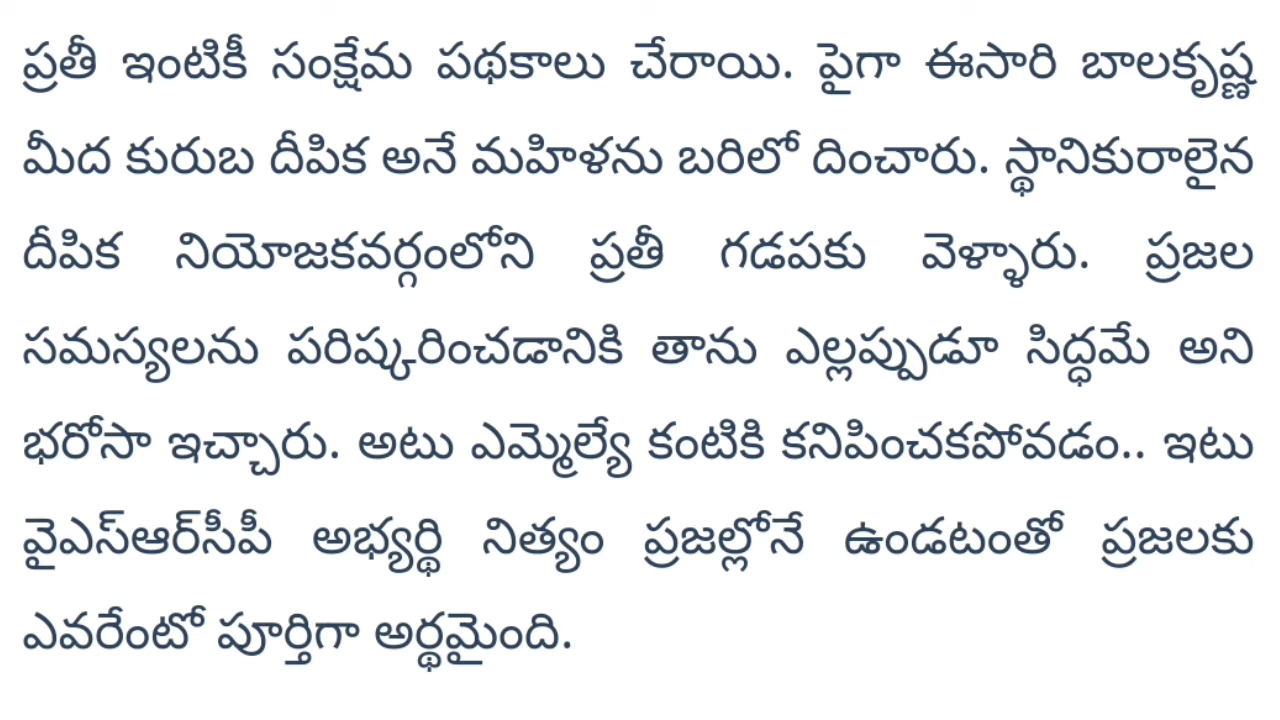 ప్రతీ ఇంటికీ సంక్షేమ పథకాలు చేరాయి. పైగా ఈసారి బాలకృష్ణ
మీద కురుబ దీపిక అనే మహిళను బరిలో దించారు. స్థానికురాలైన
దీపిక నియోజకవర్గంలోని ప్రతీ గడపకు వెళ్ళారు. ప్రజల
సమస్యలను పరిష్కరించడానికి తాను ఎల్లప్పుడూ సిద్ధమే అని
భరోసా ఇచ్చారు. అటు ఎమ్మెల్యే కంటికి కనిపించకపోవడం.. ఇటు
వైఎస్ఆర్‌సీపీ అభ్యర్థి నిత్యం ప్రజల్లోనే ఉండటంతో ప్రజలకు
ఎవరేంటో పూర్తిగా అర్థమైంది.